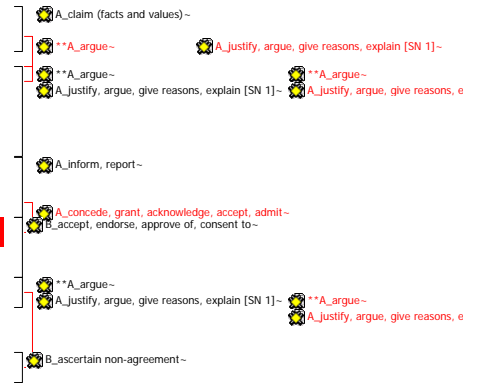 A_claim (facts and values)~
**A_argue~ A_justify, argue, give reasons, explain [SN 1]~
**A_argue~ **A_argue~
A_justify, argue, give reasons, explain [SN 1]~ A_justify, argue, give reasons, e
A_inform, report~
A_concede, grant, acknowledge, accept, admit~
B_accept, endorse, approve of, consent to~
**A_argue~
A_justify, argue, give reasons, explain [SN 1]~ **A_argue~
A_justify, argue, give reasons, e
B_ascertain non-agreement~